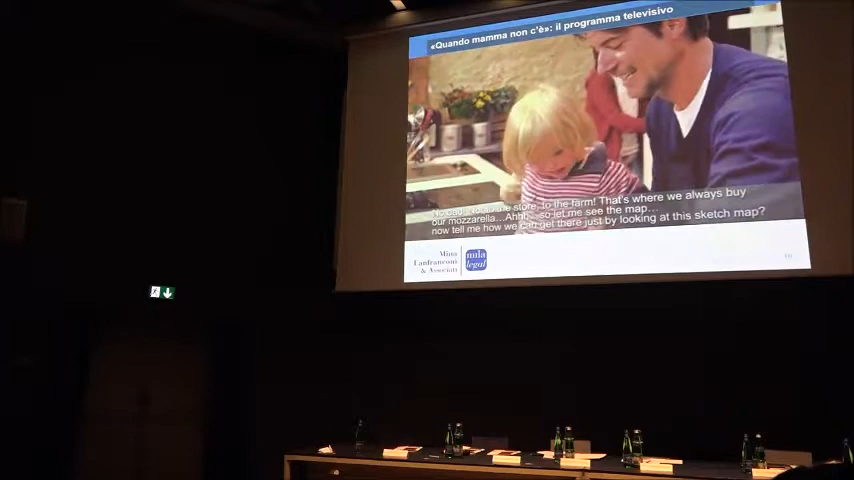 «Quando mamma non c'è»: il programma televisivo
No dad! Not to the store, to the farm! That's where we always buy
our mozzarella...Ahhh...so let me see the map...
now tell me how we can get there just by looking at this sketch map?
Mina
Lanfranconi
& Associati
mila
legal